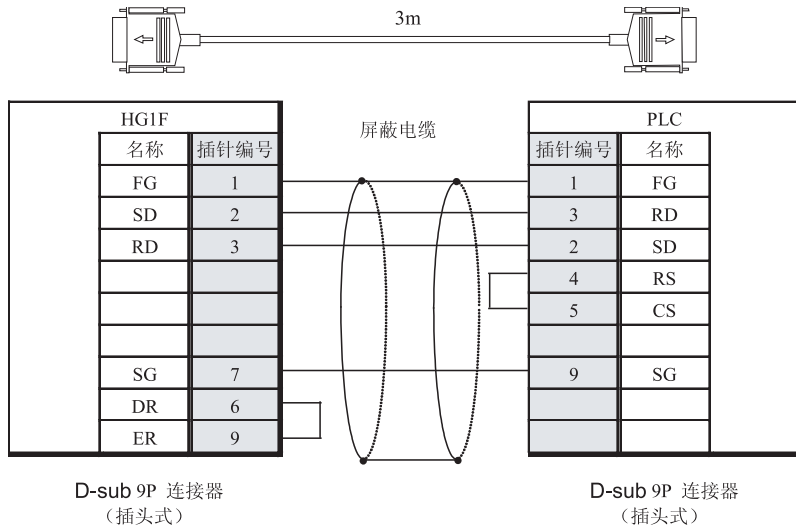 3m
HG1F
名称 插针编号
FG 1
SD 2
RD 3
SG 7
DR 6
ER 9
屏蔽电缆
PLC
插针编号 名称
1 FG
3 RD
2 SD
4 RS
5 CS
9 SG
D-sub 9P 连接器
（插头式）
D-sub 9P 连接器
（插头式）